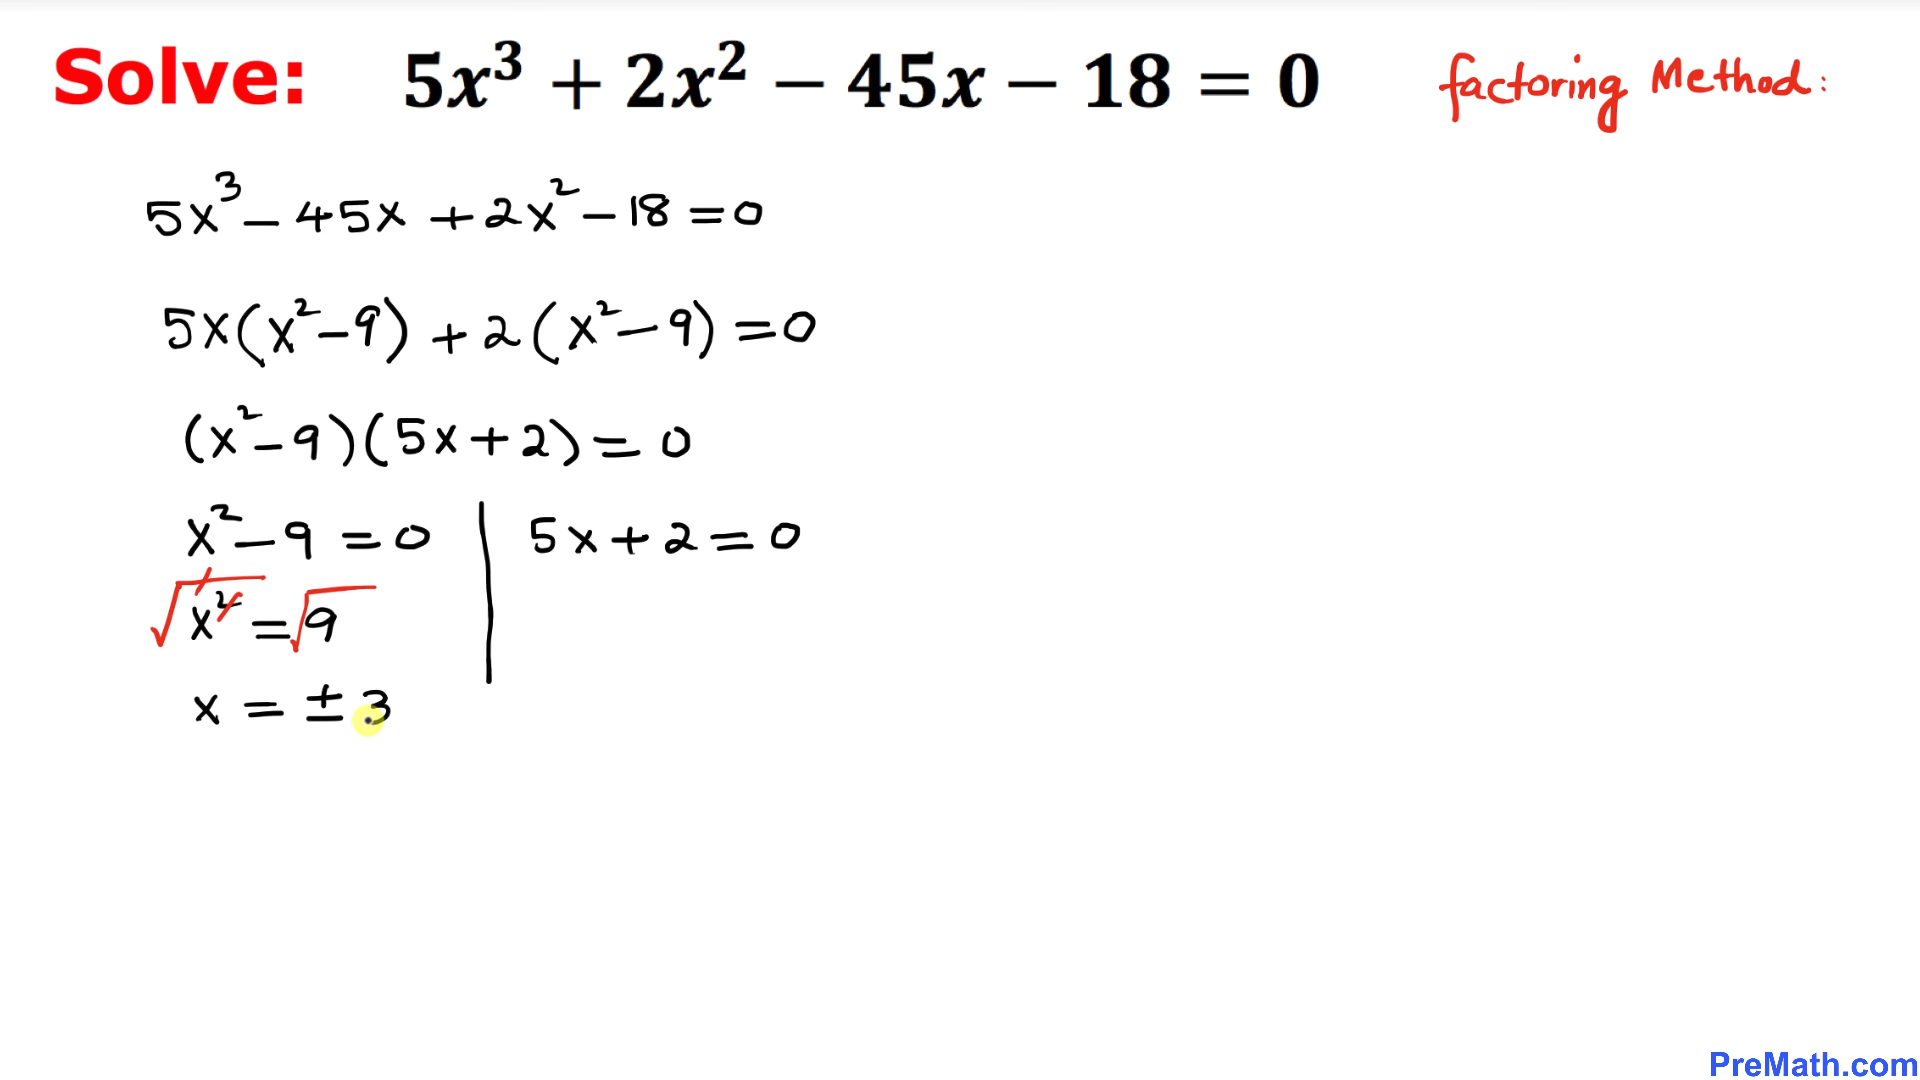 Solve: 5x³ + 2x² − 45x − 18 = 0 factoring Method:
5x³ − 45x + 2x² − 18 = 0
5x(x² − 9) + 2(x² − 9) = 0
(x² − 9)(5x + 2) = 0
x² − 9 = 0 | 5x + 2 = 0
√x² = √9
x = ± 3
PreMath.com